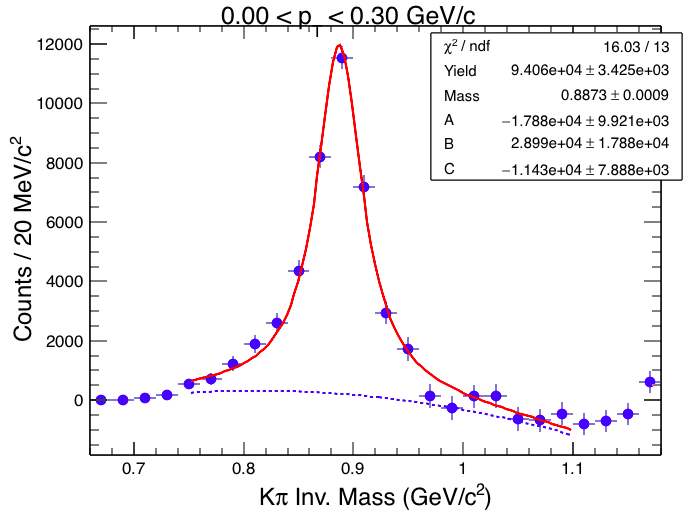 0.00 < p < 0.30 GeV/c
χ² / ndf 16.03 / 13
Yield 9.406e+04 ± 3.425e+03
Mass 0.8873 ± 0.0009
A −1.788e+04 ± 9.921e+03
B 2.899e+04 ± 1.788e+04
C −1.143e+04 ± 7.888e+03
Counts / 20 MeV/c²
12000
10000
8000
6000
4000
2000
0
0.7 0.8 0.9 1 1.1
Kπ Inv. Mass (GeV/c²)